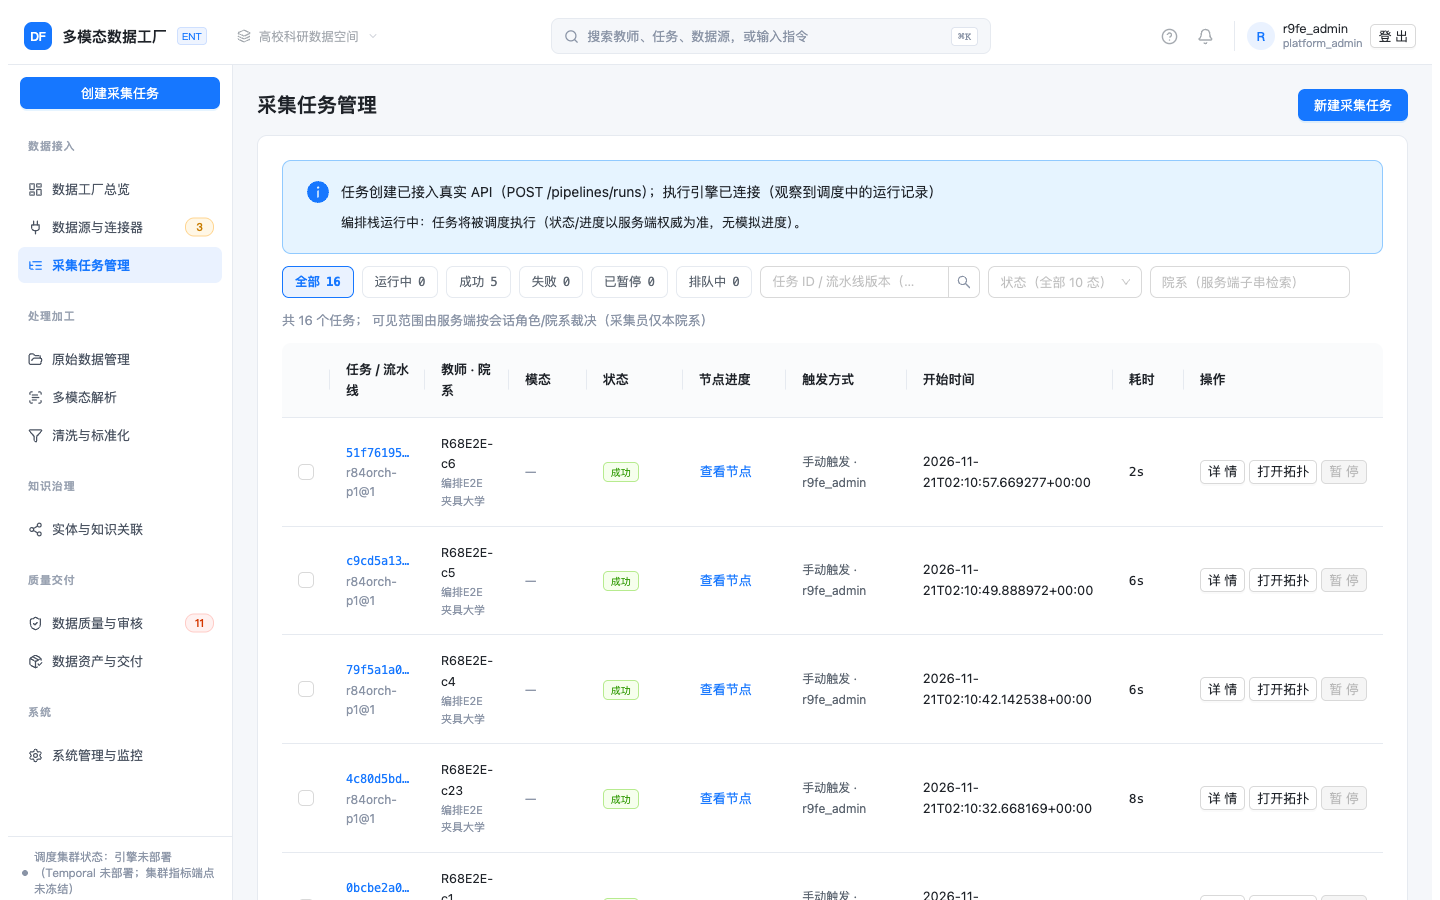 DF 多模态数据工厂 ENT 高校科研数据空间 搜索教师、任务、数据源，或输入指令 ⌘K R r9fe_admin 登 出
platform_admin
创建采集任务
数据接入
数据工厂总览
数据源与连接器 3
采集任务管理
处理加工
原始数据管理
多模态解析
清洗与标准化
知识治理
实体与知识关联
质量交付
数据质量与审核 11
数据资产与交付
系统
系统管理与监控
调度集群状态：引擎未部署
（Temporal 未部署；集群指标端点
未冻结）
采集任务管理 新建采集任务
任务创建已接入真实 API（POST /pipelines/runs）；执行引擎已连接（观察到调度中的运行记录）
编排栈运行中：任务将被调度执行（状态/进度以服务端权威为准，无模拟进度）。
全部 16 运行中 0 成功 5 失败 0 已暂停 0 排队中 0 任务 ID / 流水线版本（... 状态（全部 10 态） 院系（服务端子串检索）
共 16 个任务； 可见范围由服务端按会话角色/院系裁决（采集员仅本院系）
任务 / 流水线 教师 · 院系 模态 状态 节点进度 触发方式 开始时间 耗时 操作
51f76195… r84orch-p1@1 R68E2E-c6 编排E2E夹具大学 — 成功 查看节点 手动触发 · r9fe_admin 2026-11-21T02:10:57.669277+00:00 2s 详 情 打开拓扑 暂 停
c9cd5a13… r84orch-p1@1 R68E2E-c5 编排E2E夹具大学 — 成功 查看节点 手动触发 · r9fe_admin 2026-11-21T02:10:49.888972+00:00 6s 详 情 打开拓扑 暂 停
79f5a1a0… r84orch-p1@1 R68E2E-c4 编排E2E夹具大学 — 成功 查看节点 手动触发 · r9fe_admin 2026-11-21T02:10:42.142538+00:00 6s 详 情 打开拓扑 暂 停
4c80d5bd… r84orch-p1@1 R68E2E-c23 编排E2E夹具大学 — 成功 查看节点 手动触发 · r9fe_admin 2026-11-21T02:10:32.668169+00:00 8s 详 情 打开拓扑 暂 停
0bcbe2a0… R68E2E-c1 手动触发 · 2026-11-